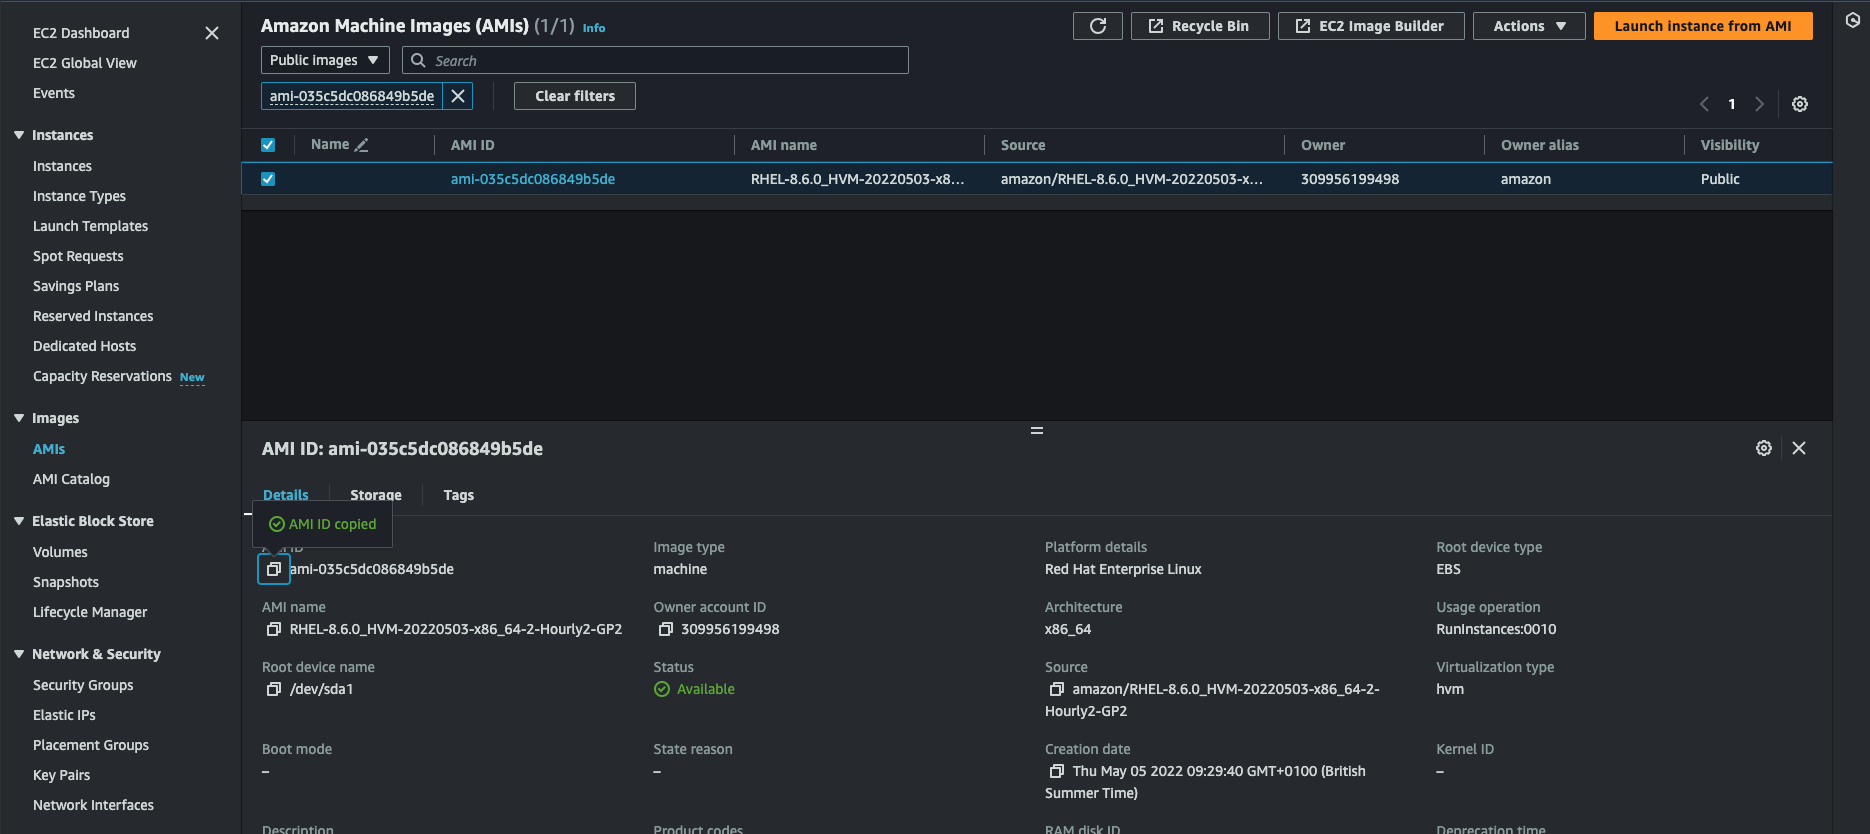 EC2 Dashboard
EC2 Global View
Events
Instances
Instances
Instance Types
Launch Templates
Spot Requests
Savings Plans
Reserved Instances
Dedicated Hosts
Capacity Reservations New
Images
AMIs
AMI Catalog
Elastic Block Store
Volumes
Snapshots
Lifecycle Manager
Network & Security
Security Groups
Elastic IPs
Placement Groups
Key Pairs
Network Interfaces
Amazon Machine Images (AMIs) (1/1) Info
Recycle Bin
EC2 Image Builder
Actions
Launch instance from AMI
Public images
Search
ami-035c5dc086849b5de
Clear filters
1
Name AMI ID AMI name Source Owner Owner alias Visibility
ami-035c5dc086849b5de RHEL-8.6.0_HVM-20220503-x8... amazon/RHEL-8.6.0_HVM-20220503-x... 309956199498 amazon Public
AMI ID: ami-035c5dc086849b5de
Details Storage Tags
AMI ID copied
AMI ID
ami-035c5dc086849b5de
Image type
machine
Platform details
Red Hat Enterprise Linux
Root device type
EBS
AMI name
RHEL-8.6.0_HVM-20220503-x86_64-2-Hourly2-GP2
Owner account ID
309956199498
Architecture
x86_64
Usage operation
RunInstances:0010
Root device name
/dev/sda1
Status
Available
Source
amazon/RHEL-8.6.0_HVM-20220503-x86_64-2-
Hourly2-GP2
Virtualization type
hvm
Boot mode
–
State reason
–
Creation date
Thu May 05 2022 09:29:40 GMT+0100 (British
Summer Time)
Kernel ID
–
Description
Product codes
RAM disk ID
Deprecation time